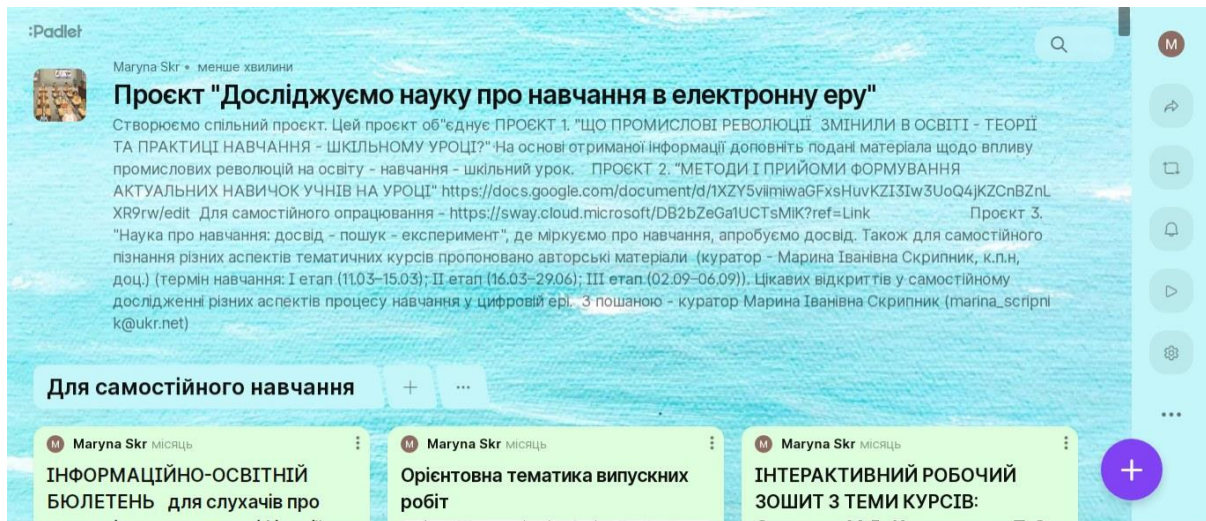 :Padlet
Maryna Skr • менше хвилини
Проєкт "Досліджуємо науку про навчання в електронну еру"
Створюємо спільний проєкт. Цей проєкт об"єднує ПРОЄКТ 1. "ЩО ПРОМИСЛОВІ РЕВОЛЮЦІЇ ЗМІНИЛИ В ОСВІТІ - ТЕОРІЇ
ТА ПРАКТИЦІ НАВЧАННЯ - ШКІЛЬНОМУ УРОЦІ?" На основі отриманої інформації доповніть подані матеріала щодо впливу
промислових революцій на освіту - навчання - шкільний урок. ПРОЄКТ 2. "МЕТОДИ І ПРИЙОМИ ФОРМУВАННЯ
АКТУАЛЬНИХ НАВИЧОК УЧНІВ НА УРОЦІ" https://docs.google.com/document/d/1XZY5viimiwaGFxsHuvKZI3Iw3UoQ4jKZCnBZnL
XR9rw/edit Для самостійного опрацювання - https://sway.cloud.microsoft/DB2bZeGa1UCTsMiK?ref=Link Проєкт 3.
"Наука про навчання: досвід - пошук - експеримент", де міркуємо про навчання, апробуємо досвід. Також для самостійного
пізнання різних аспектів тематичних курсів пропоновано авторські матеріали (куратор - Марина Іванівна Скрипник, к.п.н,
доц.) (термін навчання: І етап (11.03–15.03); ІІ етап (16.03–29.06); ІІІ етап (02.09–06.09)). Цікавих відкриттів у самостійному
дослідженні різних аспектів процесу навчання у цифровій ері. З пошаною - куратор Марина Іванівна Скрипник (marina_scripni
k@ukr.net)
Для самостійного навчання
Maryna Skr місяць
ІНФОРМАЦІЙНО-ОСВІТНІЙ
БЮЛЕТЕНЬ для слухачів про
Maryna Skr місяць
Орієнтовна тематика випускних
робіт
Maryna Skr місяць
ІНТЕРАКТИВНИЙ РОБОЧИЙ
ЗОШИТ З ТЕМИ КУРСІВ:
M